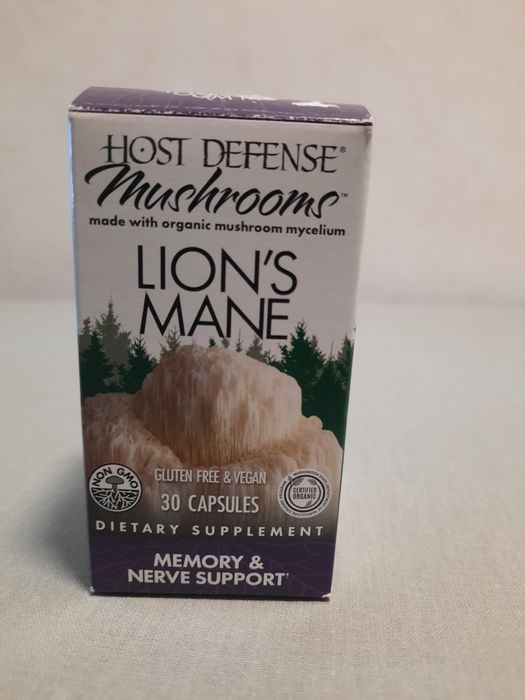 HOST DEFENSE®
Mushrooms™
made with organic mushroom mycelium
LION'S
MANE
NON GMO
GLUTEN FREE & VEGAN
30 CAPSULES
CERTIFIED
ORGANIC
DIETARY SUPPLEMENT
MEMORY &
NERVE SUPPORT†